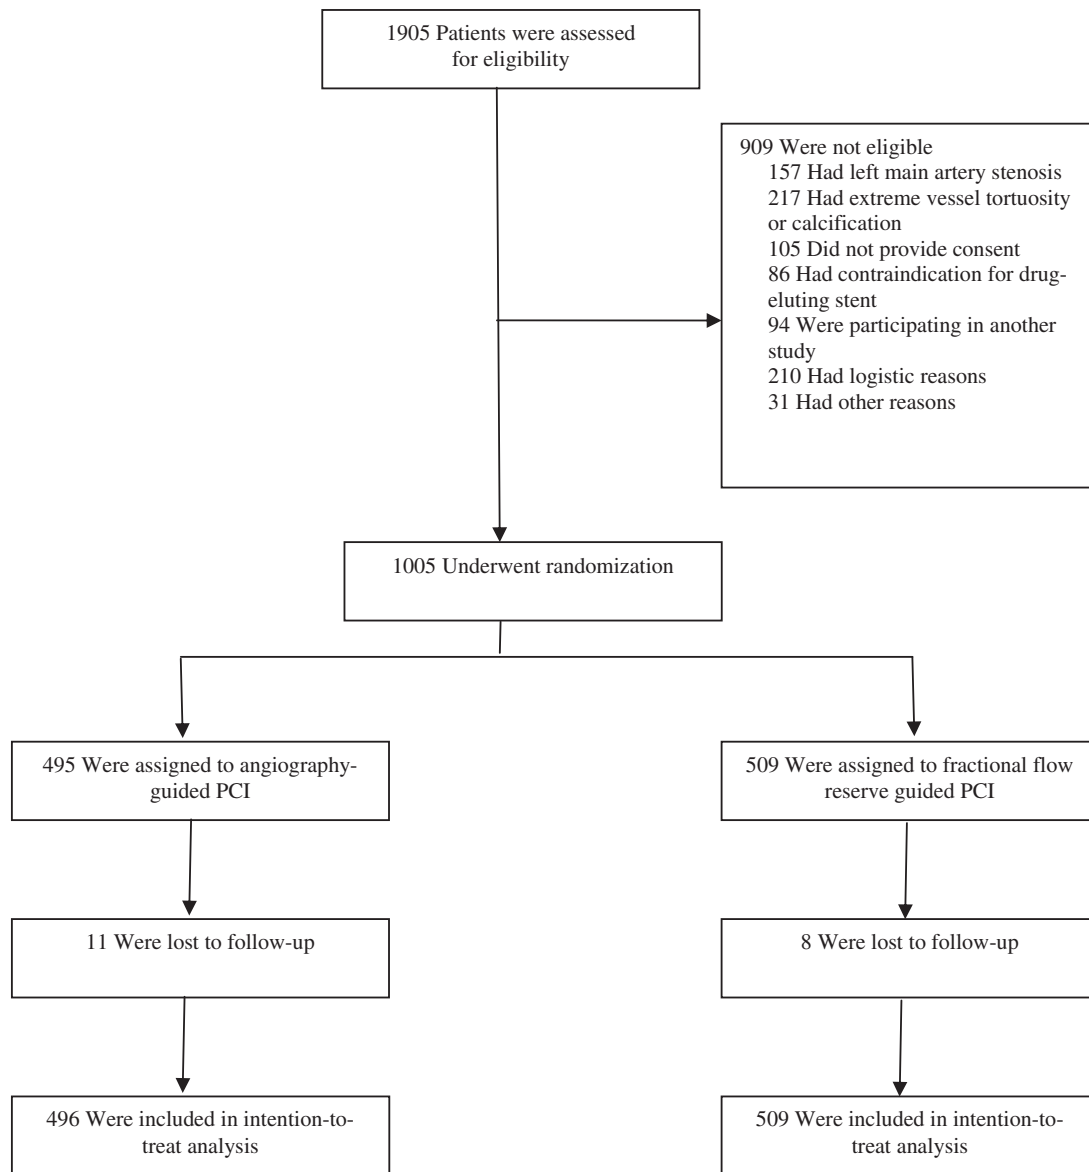 1905 Patients were assessed
for eligibility
909 Were not eligible
157 Had left main artery stenosis
217 Had extreme vessel tortuosity
or calcification
105 Did not provide consent
86 Had contraindication for drug-
eluting stent
94 Were participating in another
study
210 Had logistic reasons
31 Had other reasons
1005 Underwent randomization
495 Were assigned to angiography-
guided PCI
509 Were assigned to fractional flow
reserve guided PCI
11 Were lost to follow-up
8 Were lost to follow-up
496 Were included in intention-to-
treat analysis
509 Were included in intention-to-
treat analysis